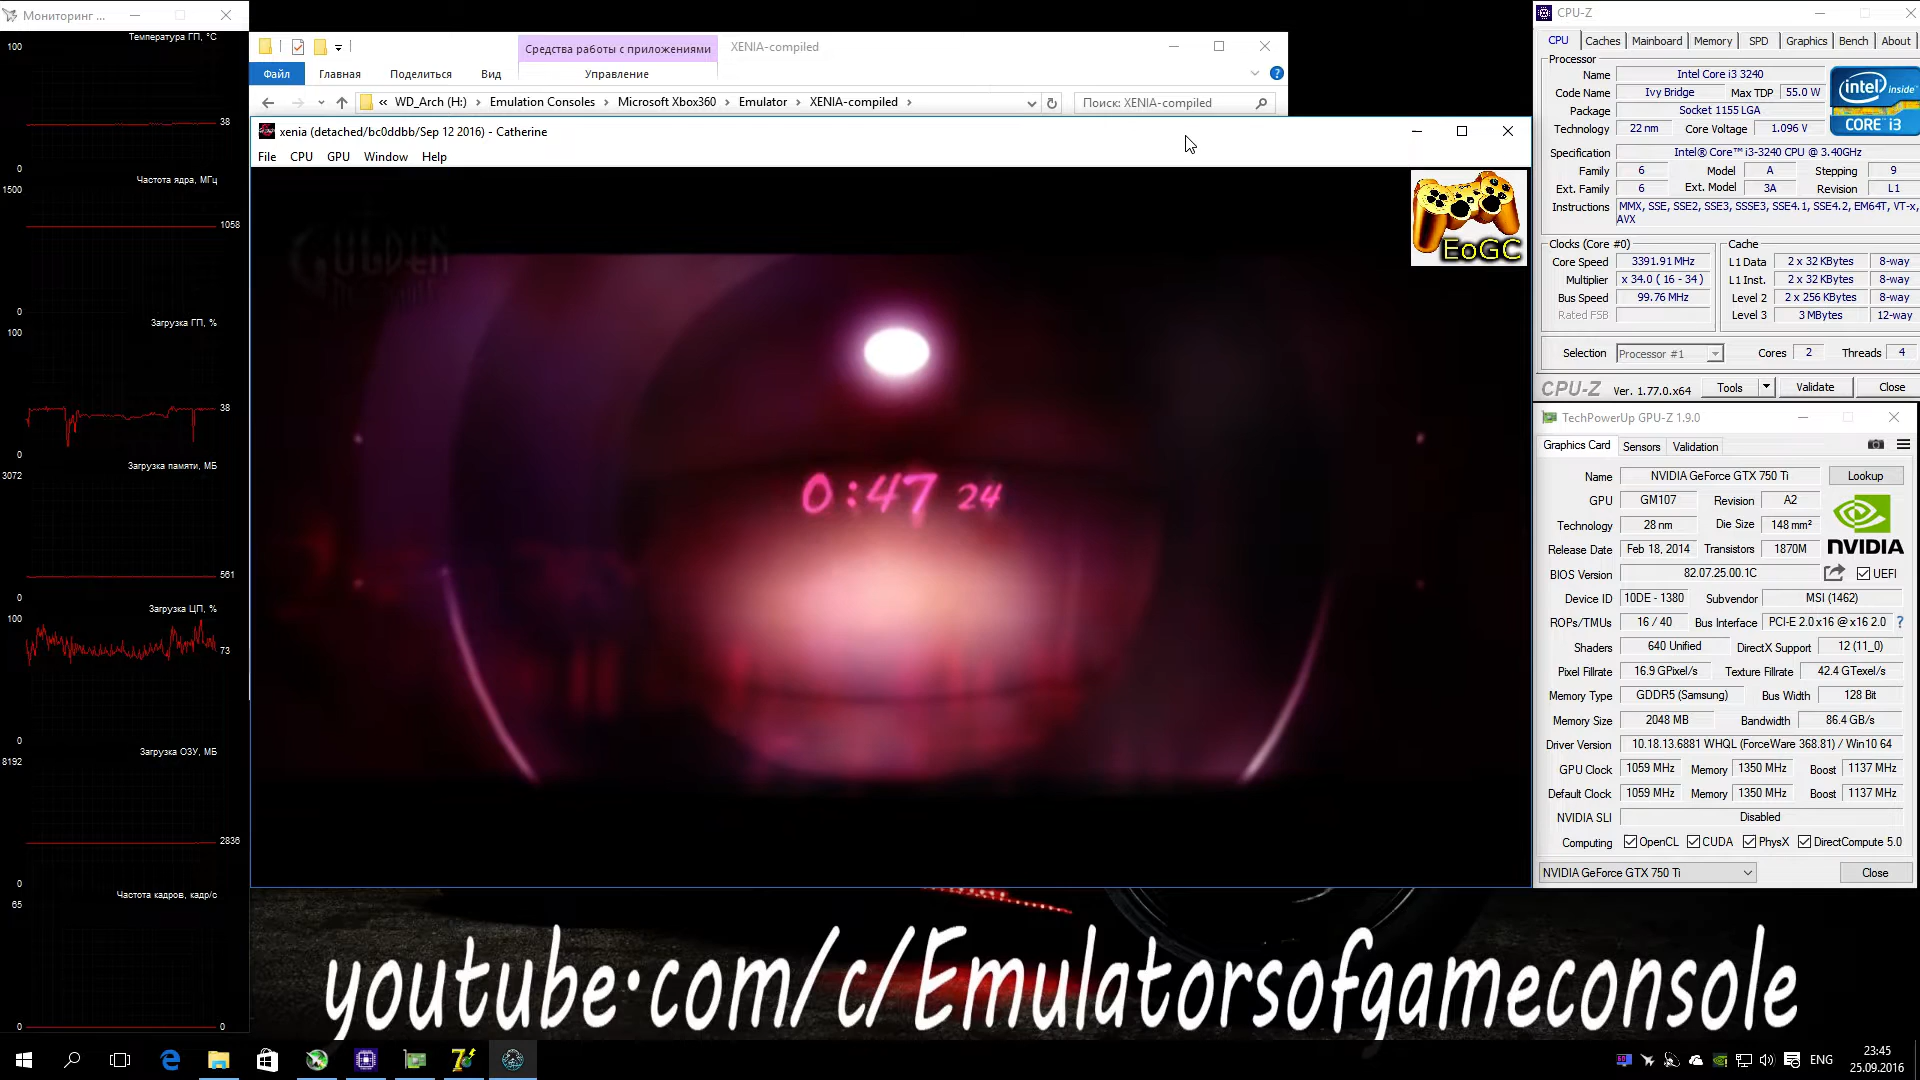 Мониторинг ...
Температура ГП, °C
100
38
0
Частота ядра, МГц
1500
1058
0
Загрузка ГП, %
100
38
0
Загрузка памяти, МБ
3072
561
0
Загрузка ЦП, %
100
73
0
Загрузка ОЗУ, МБ
8192
2836
0
Частота кадров, кадр/с
65
0
0
Средства работы с приложениями
XENIA-compiled
Файл
Главная
Поделиться
Вид
Управление
« WD_Arch (H:) › Emulation Consoles › Microsoft Xbox360 › Emulator › XENIA-compiled ›
Поиск: XENIA-compiled
xenia (detached/bc0ddbb/Sep 12 2016) - Catherine
File CPU GPU Window Help
EoGC
GOLDEN
0:47 24
CPU-Z
CPU Caches Mainboard Memory SPD Graphics Bench About
Processor
Name Intel Core i3 3240
Code Name Ivy Bridge Max TDP 55.0 W
Package Socket 1155 LGA
Technology 22 nm Core Voltage 1.096 V
intel inside
CORE i3
Specification Intel® Core™ i3-3240 CPU @ 3.40GHz
Family 6 Model A Stepping 9
Ext. Family 6 Ext. Model 3A Revision L1
Instructions MMX, SSE, SSE2, SSE3, SSSE3, SSE4.1, SSE4.2, EM64T, VT-x,
AVX
Clocks (Core #0) Cache
Core Speed 3391.91 MHz L1 Data 2 x 32 KBytes 8-way
Multiplier x 34.0 ( 16 - 34 ) L1 Inst. 2 x 32 KBytes 8-way
Bus Speed 99.76 MHz Level 2 2 x 256 KBytes 8-way
Rated FSB Level 3 3 MBytes 12-way
Selection Processor #1 Cores 2 Threads 4
CPU-Z Ver. 1.77.0.x64 Tools Validate Close
TechPowerUp GPU-Z 1.9.0
Graphics Card Sensors Validation
Name NVIDIA GeForce GTX 750 Ti Lookup
GPU GM107 Revision A2
Technology 28 nm Die Size 148 mm²
Release Date Feb 18, 2014 Transistors 1870M
NVIDIA
BIOS Version 82.07.25.00.1C UEFI
Device ID 10DE - 1380 Subvendor MSI (1462)
ROPs/TMUs 16 / 40 Bus Interface PCI-E 2.0 x16 @ x16 2.0 ?
Shaders 640 Unified DirectX Support 12 (11_0)
Pixel Fillrate 16.9 GPixel/s Texture Fillrate 42.4 GTexel/s
Memory Type GDDR5 (Samsung) Bus Width 128 Bit
Memory Size 2048 MB Bandwidth 86.4 GB/s
Driver Version 10.18.13.6881 WHQL (ForceWare 368.81) / Win10 64
GPU Clock 1059 MHz Memory 1350 MHz Boost 1137 MHz
Default Clock 1059 MHz Memory 1350 MHz Boost 1137 MHz
NVIDIA SLI Disabled
Computing OpenCL CUDA PhysX DirectCompute 5.0
NVIDIA GeForce GTX 750 Ti Close
youtube.com/c/Emulatorsofgameconsole
ENG
23:45
25.09.2016